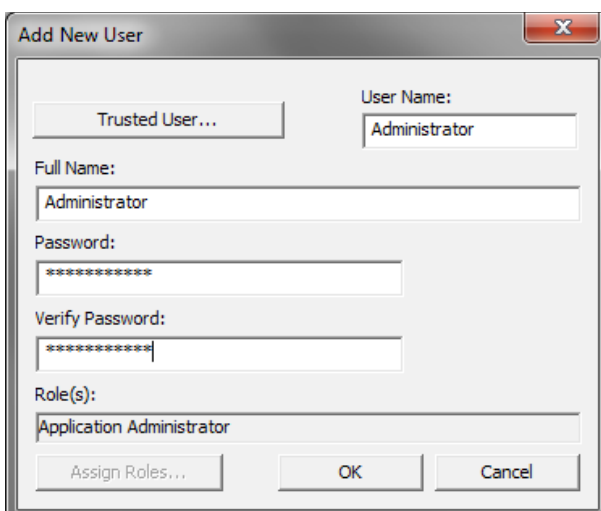 Add New User
Trusted User...
User Name:
Administrator
Full Name:
Administrator
Password:
***********
Verify Password:
***********
Role(s):
Application Administrator
Assign Roles...
OK
Cancel